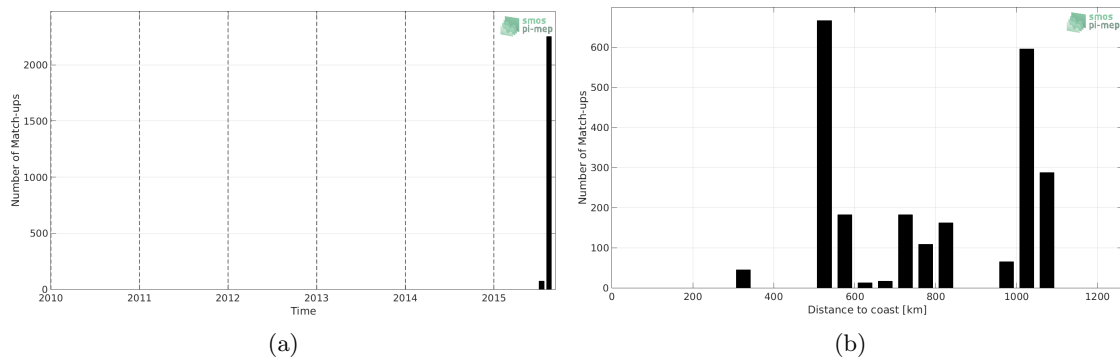 smos
pi-mep
2000
1500
1000
500
0
Number of Match-ups
2010 2011 2012 2013 2014 2015
Time
(a)
smos
pi-mep
600
500
400
300
200
100
0
Number of Match-ups
0 200 400 600 800 1000 1200
Distance to coast [km]
(b)